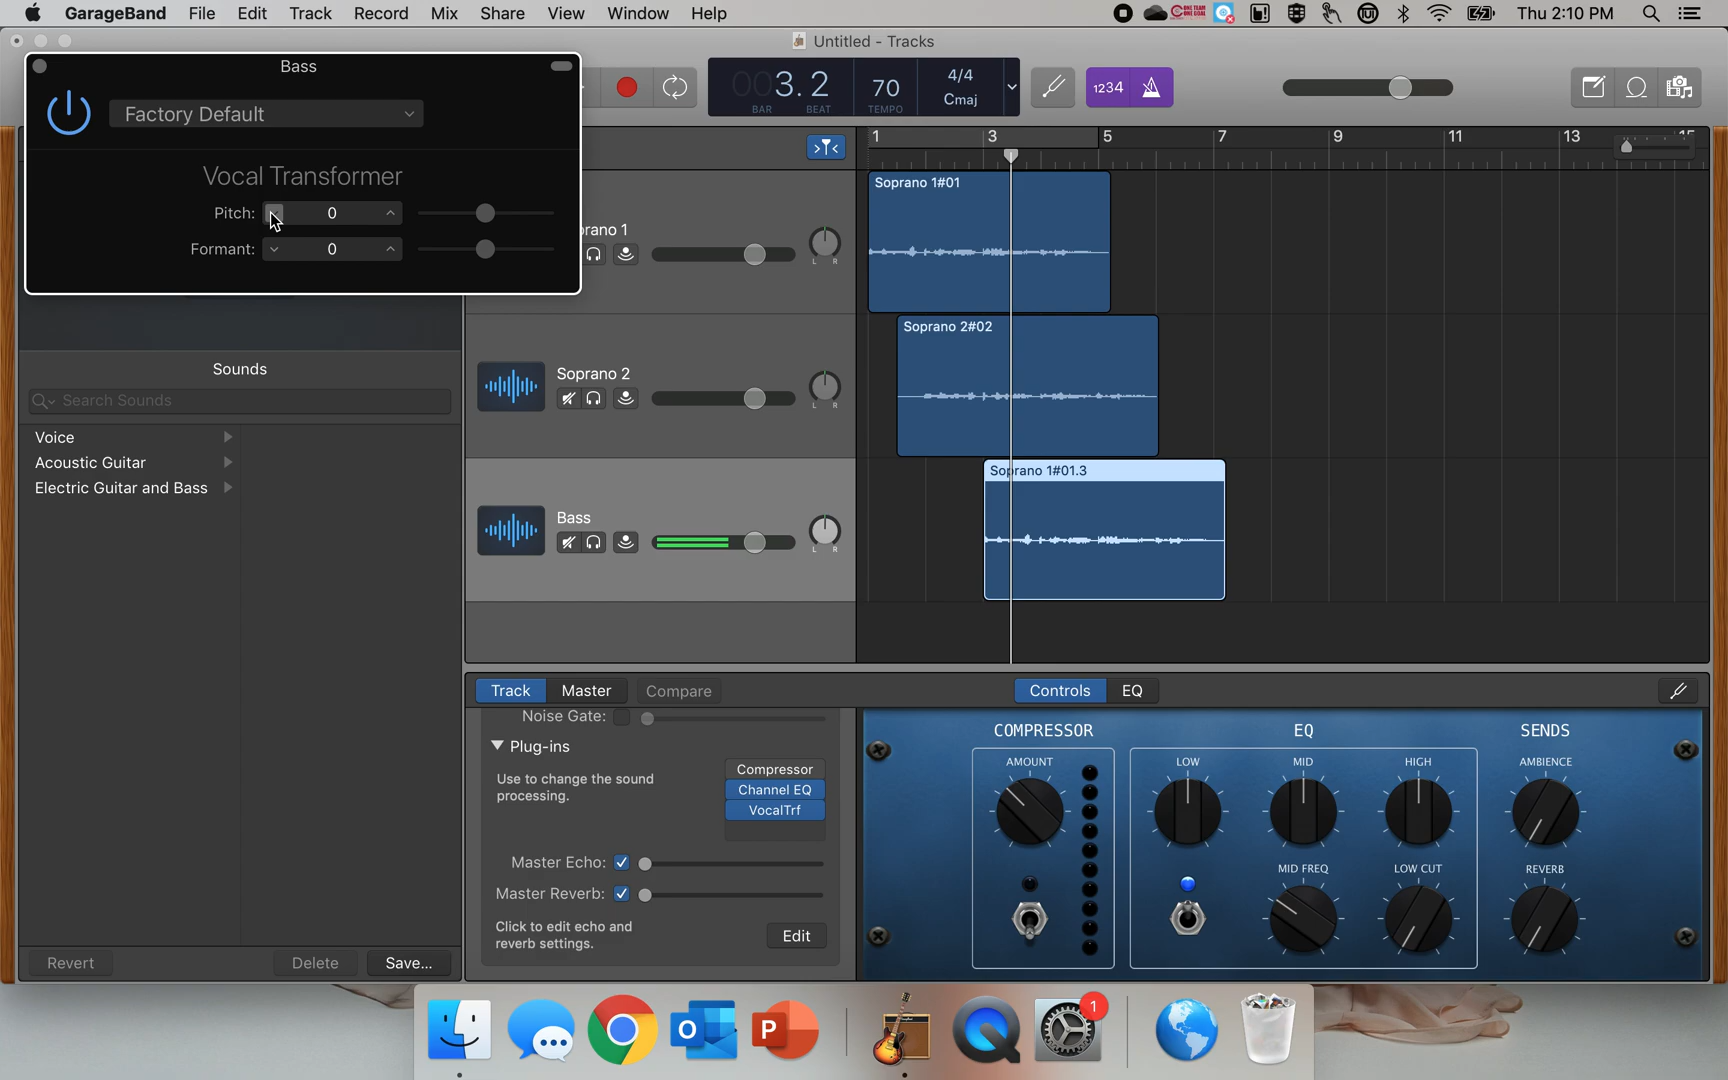 GarageBand File Edit Track Record Mix Share View Window Help Thu 2:10 PM
Untitled - Tracks
Bass
Factory Default
003.2 70 4/4 Cmaj
BAR BEAT TEMPO
1234
Vocal Transformer
Pitch: 0
Formant: 0
1 3 5 7 9 11 13 15
Soprano 1#01
prano 1
L R
Soprano 2#02
Soprano 2
L R
Soprano 1#01.3
Bass
L R
Sounds
Search Sounds
Voice
Acoustic Guitar
Electric Guitar and Bass
Revert Delete Save...
Track Master Compare Controls EQ
Noise Gate:
Plug-ins
Use to change the sound
processing.
Compressor
Channel EQ
VocalTrf
Master Echo:
Master Reverb:
Click to edit echo and
reverb settings.
Edit
COMPRESSOR EQ SENDS
AMOUNT LOW MID HIGH AMBIENCE
MID FREQ LOW CUT REVERB
1